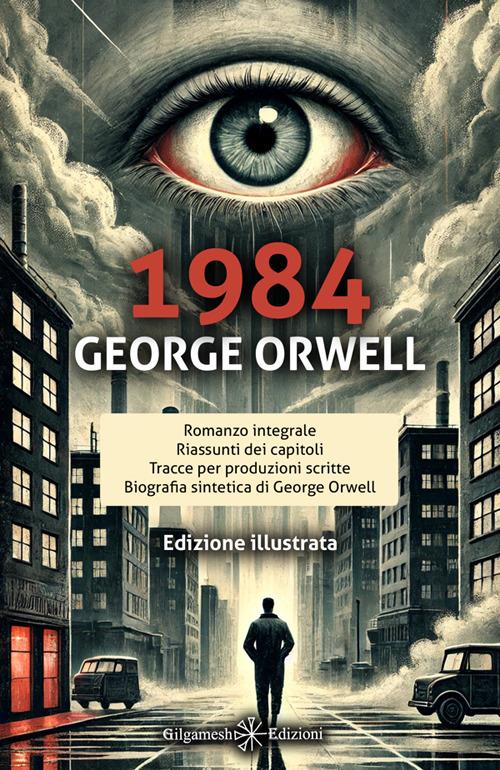 1984
GEORGE ORWELL
Romanzo integrale
Riassunti dei capitoli
Tracce per produzioni scritte
Biografia sintetica di George Orwell
Edizione illustrata
Gilgamesh Edizioni